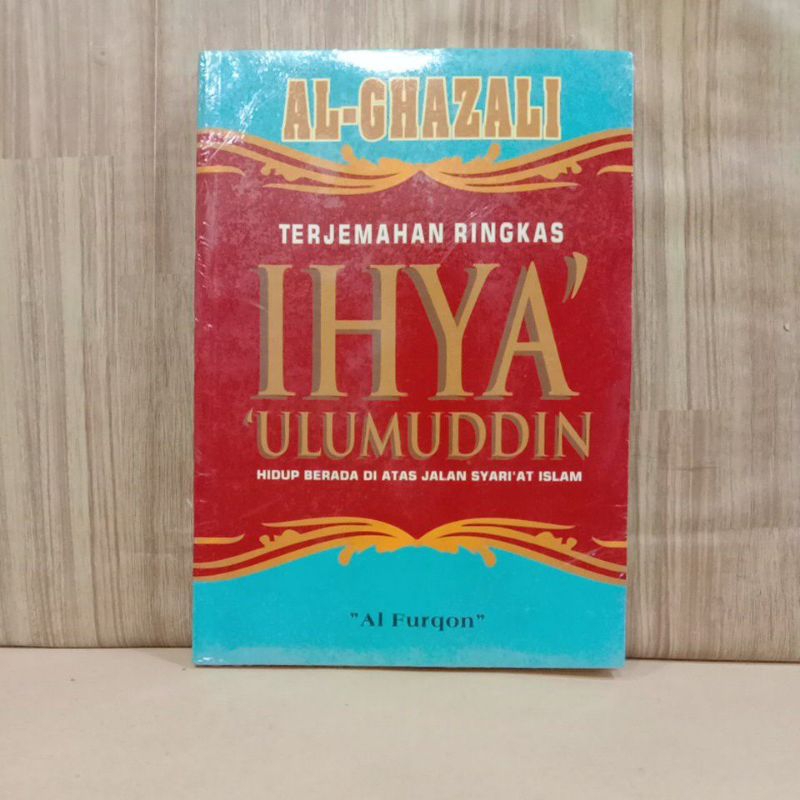 AL-GHAZALI
TERJEMAHAN RINGKAS
IHYA'
'ULUMUDDIN
HIDUP BERADA DI ATAS JALAN SYARI'AT ISLAM
"Al Furqon"